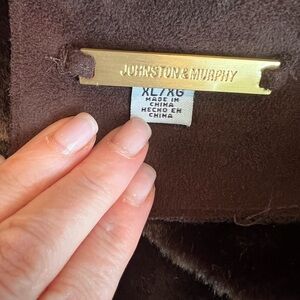 JOHNSTON & MURPHY
XL/XG
MADE IN
CHINA
HECHO EN
CHINA